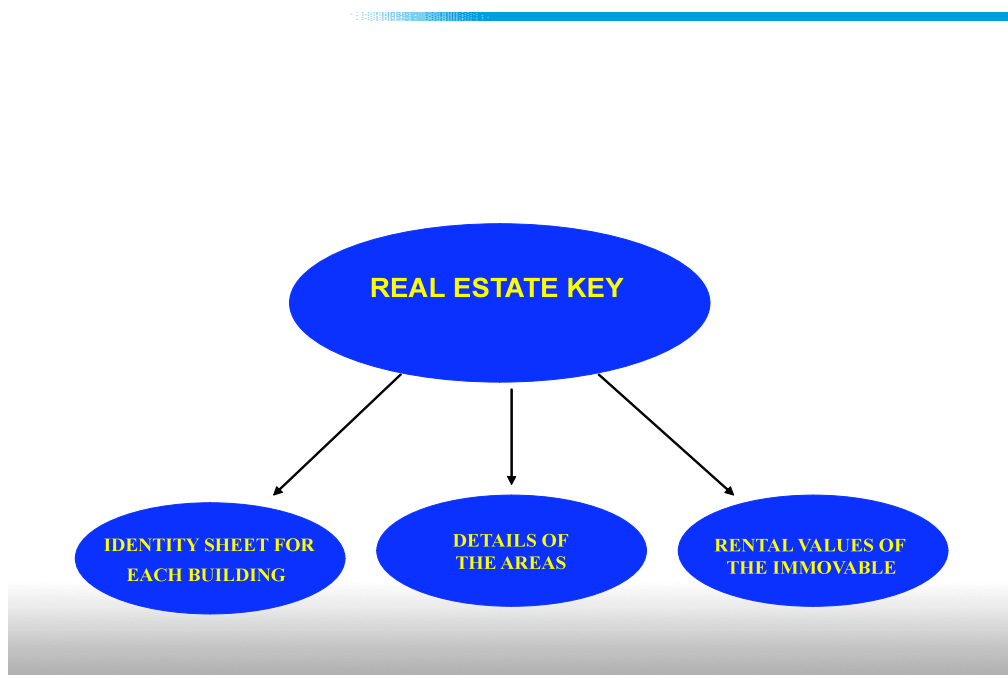 REAL ESTATE KEY
IDENTITY SHEET FOR
EACH BUILDING
DETAILS OF
THE AREAS
RENTAL VALUES OF
THE IMMOVABLE